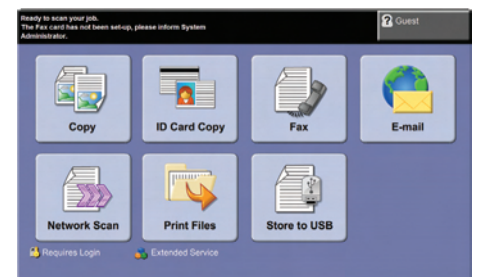 Ready to scan your job.
The Fax card has not been set-up, please inform System
Administrator.
Guest
Copy
ID Card Copy
Fax
E-mail
Network Scan
Print Files
Store to USB
Requires Login
Extended Service